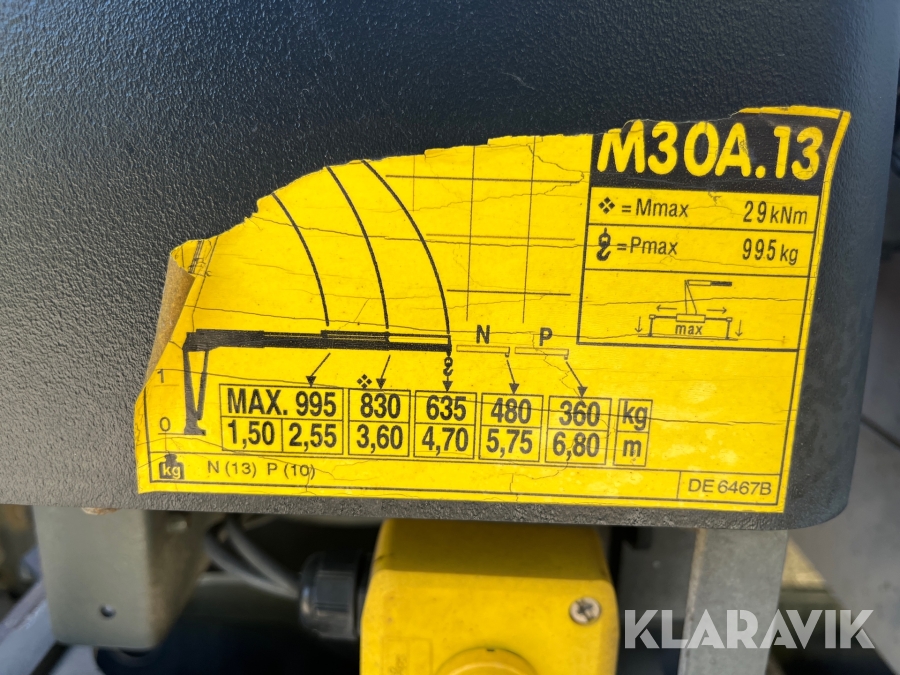 M30A.13
= Mmax 29 kNm
= Pmax 995 kg
max
N P
1
0
MAX. 995 830 635 480 360 kg
1,50 2,55 3,60 4,70 5,75 6,80 m
kg N (13) P (10)
DE 6467B
KLARAVIK